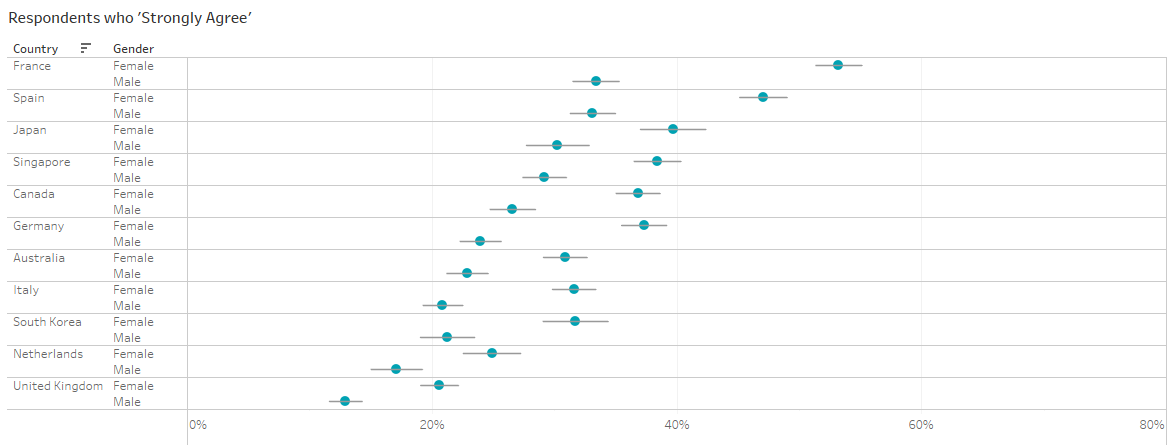 Respondents who ‘Strongly Agree’
Country Gender
France Female
Male
Spain Female
Male
Japan Female
Male
Singapore Female
Male
Canada Female
Male
Germany Female
Male
Australia Female
Male
Italy Female
Male
South Korea Female
Male
Netherlands Female
Male
United Kingdom Female
Male
0% 20% 40% 60% 80%